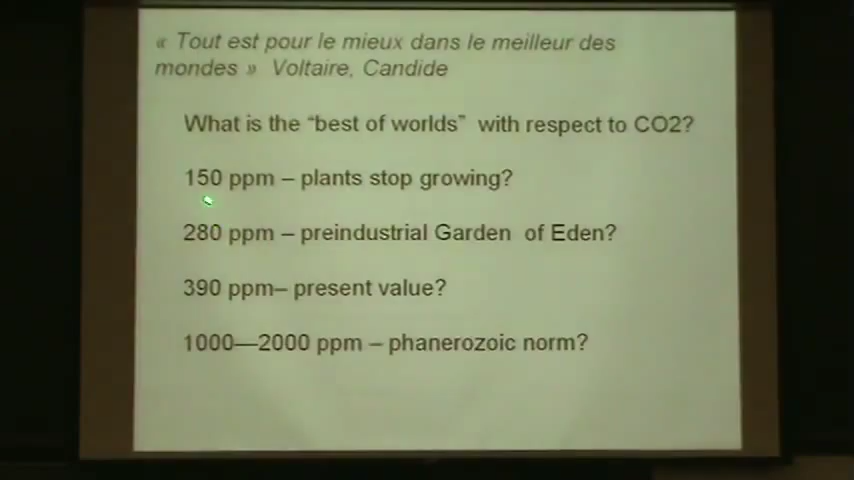 « Tout est pour le mieux dans le meilleur des
mondes » Voltaire, Candide
What is the “best of worlds” with respect to CO2?
150 ppm – plants stop growing?
280 ppm – preindustrial Garden of Eden?
390 ppm– present value?
1000—2000 ppm – phanerozoic norm?